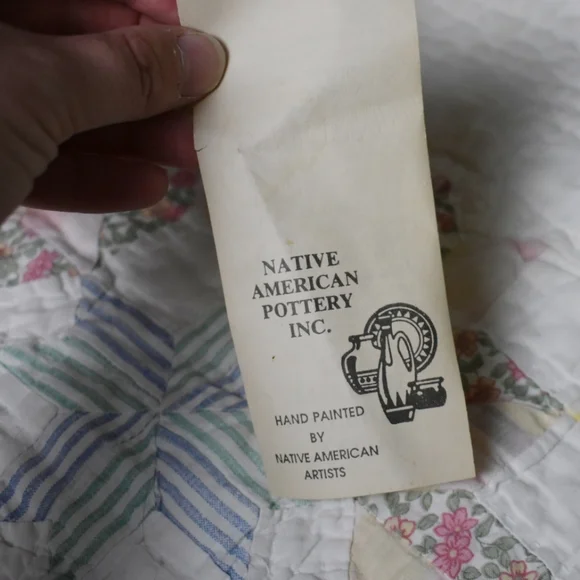 NATIVE
AMERICAN
POTTERY
INC.
HAND PAINTED
BY
NATIVE AMERICAN
ARTISTS